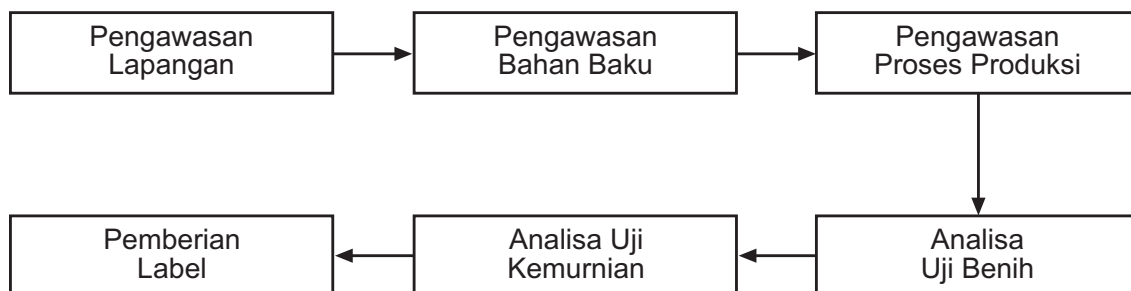 Pengawasan
Lapangan
Pengawasan
Bahan Baku
Pengawasan
Proses Produksi
Analisa
Uji Benih
Analisa Uji
Kemurnian
Pemberian
Label